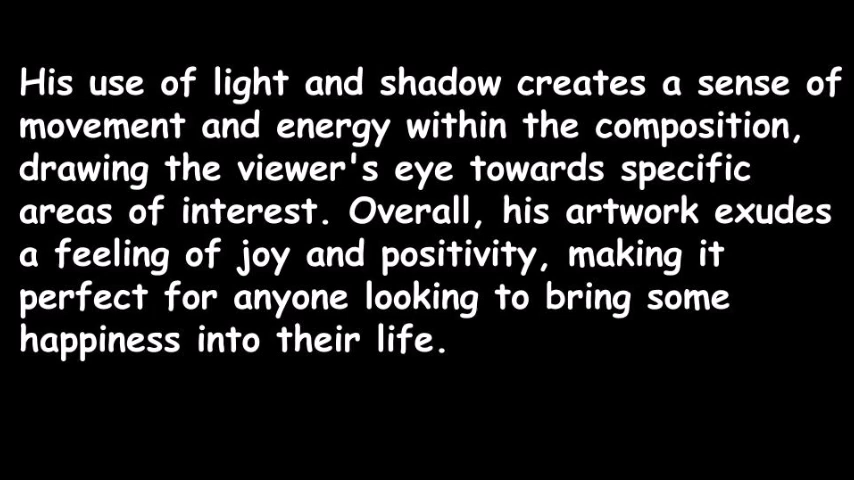 His use of light and shadow creates a sense of
movement and energy within the composition,
drawing the viewer's eye towards specific
areas of interest. Overall, his artwork exudes
a feeling of joy and positivity, making it
perfect for anyone looking to bring some
happiness into their life.